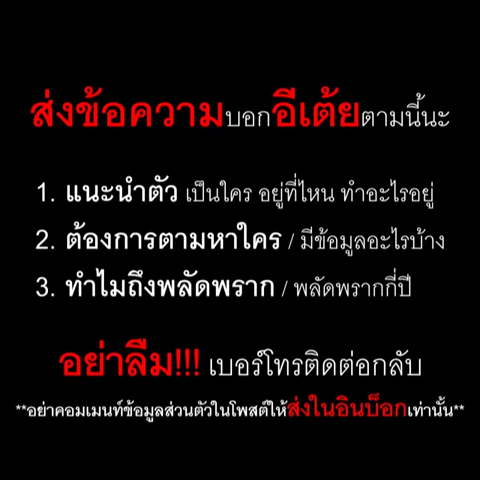 ส่งข้อความบอกอีเต้ยตามนี้นะ
1. แนะนำตัว เป็นใคร อยู่ที่ไหน ทำอะไรอยู่
2. ต้องการตามหาใคร / มีข้อมูลอะไรบ้าง
3. ทำไมถึงพลัดพราก / พลัดพรากกี่ปี
อย่าลืม!!! เบอร์โทรติดต่อกลับ
**อย่าคอมเมนท์ข้อมูลส่วนตัวในโพสต์ให้ส่งในอินบ็อกเท่านั้น**